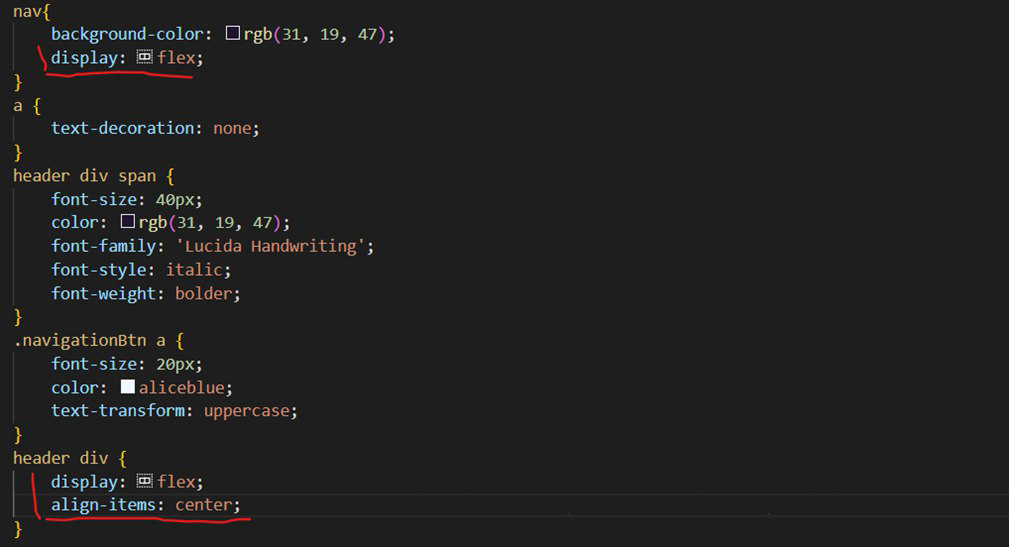 nav{
background-color: rgb(31, 19, 47);
display: flex;
}
a {
text-decoration: none;
}
header div span {
font-size: 40px;
color: rgb(31, 19, 47);
font-family: 'Lucida Handwriting';
font-style: italic;
font-weight: bolder;
}
.navigationBtn a {
font-size: 20px;
color: aliceblue;
text-transform: uppercase;
}
header div {
display: flex;
align-items: center;
}